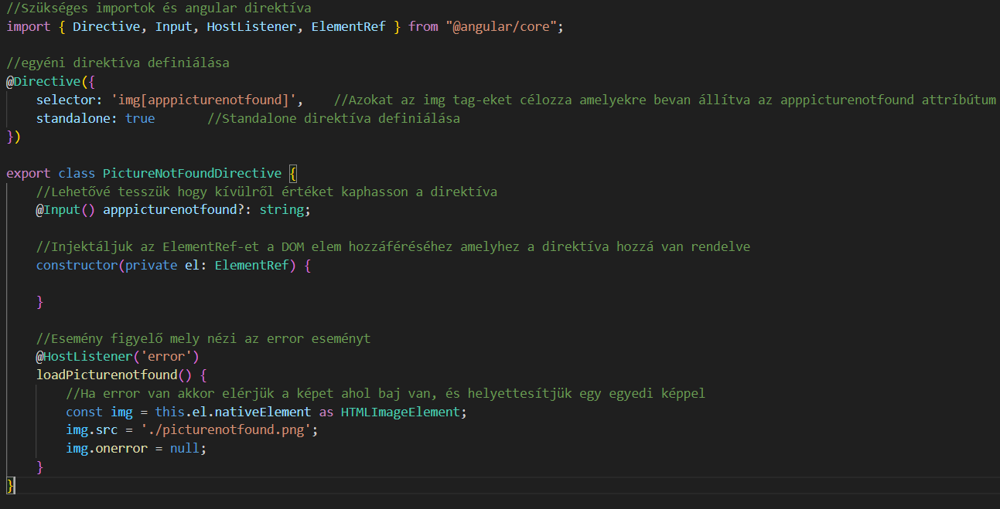 //Szükséges importok és angular direktíva
import { Directive, Input, HostListener, ElementRef } from "@angular/core";
//egyéni direktíva definiálása
@Directive({
    selector: 'img[apppicturenotfound]',    //Azokat az img tag-eket célozza amelyekre bevan állítva az apppicturenotfound attríbútum
    standalone: true       //Standalone direktíva definiálása
})
export class PictureNotFoundDirective {
    //Lehetővé tesszük hogy kívülről értéket kaphasson a direktíva
    @Input() apppicturenotfound?: string;
    //Injektáljuk az ElementRef-et a DOM elem hozzáféréséhez amelyhez a direktíva hozzá van rendelve
    constructor(private el: ElementRef) {
    }
    //Esemény figyelő mely nézi az error eseményt
    @HostListener('error')
    loadPicturenotfound() {
        //Ha error van akkor elérjük a képet ahol baj van, és helyettesítjük egy egyedi képpel
        const img = this.el.nativeElement as HTMLImageElement;
        img.src = './picturenotfound.png';
        img.onerror = null;
    }
}